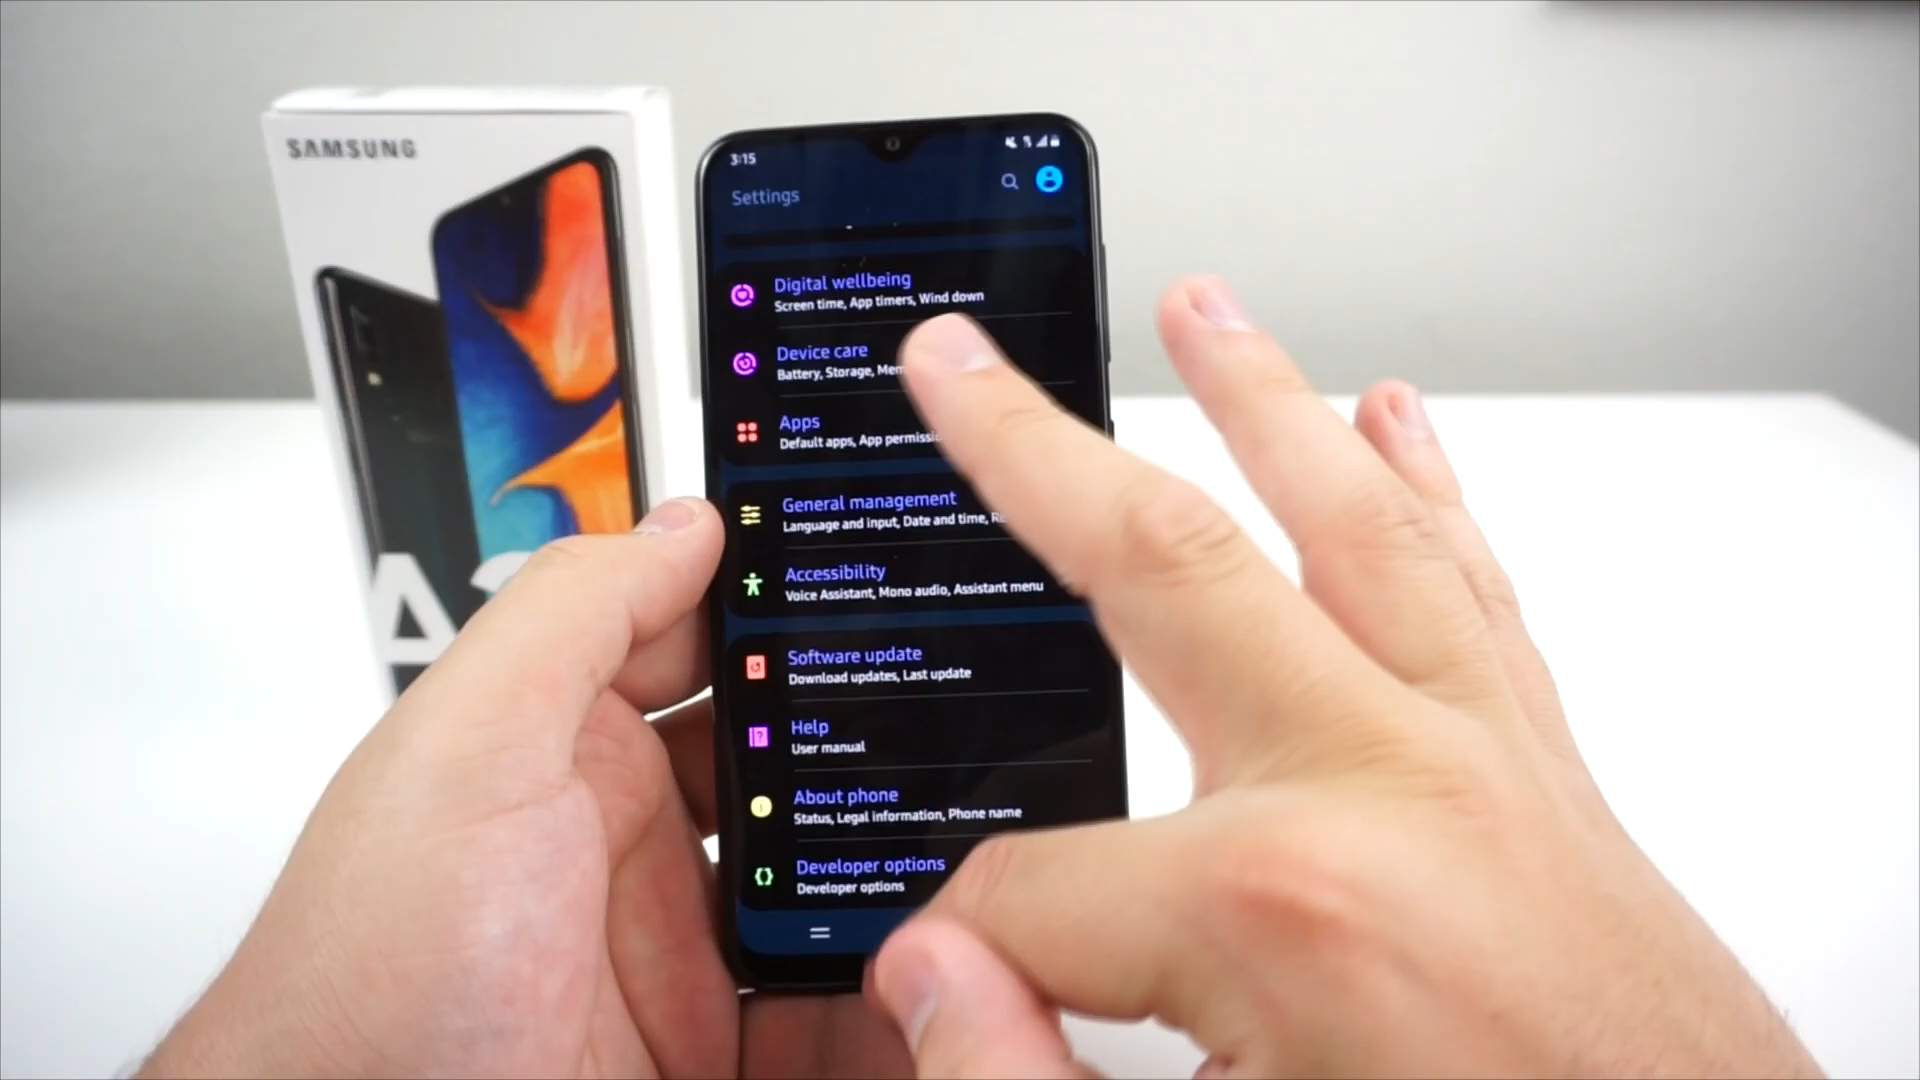 SAMSUNG
3:15
Settings
Digital wellbeing
Screen time, App timers, Wind down
Device care
Battery, Storage,
Apps
Default apps, App
General management
Language and input, Date and time,
Accessibility
Voice Assistant, Mono audio, Assistant menu
Software update
Download updates, Last update
Help
User manual
About phone
Status, Legal information, Phone name
Developer options
Developer options